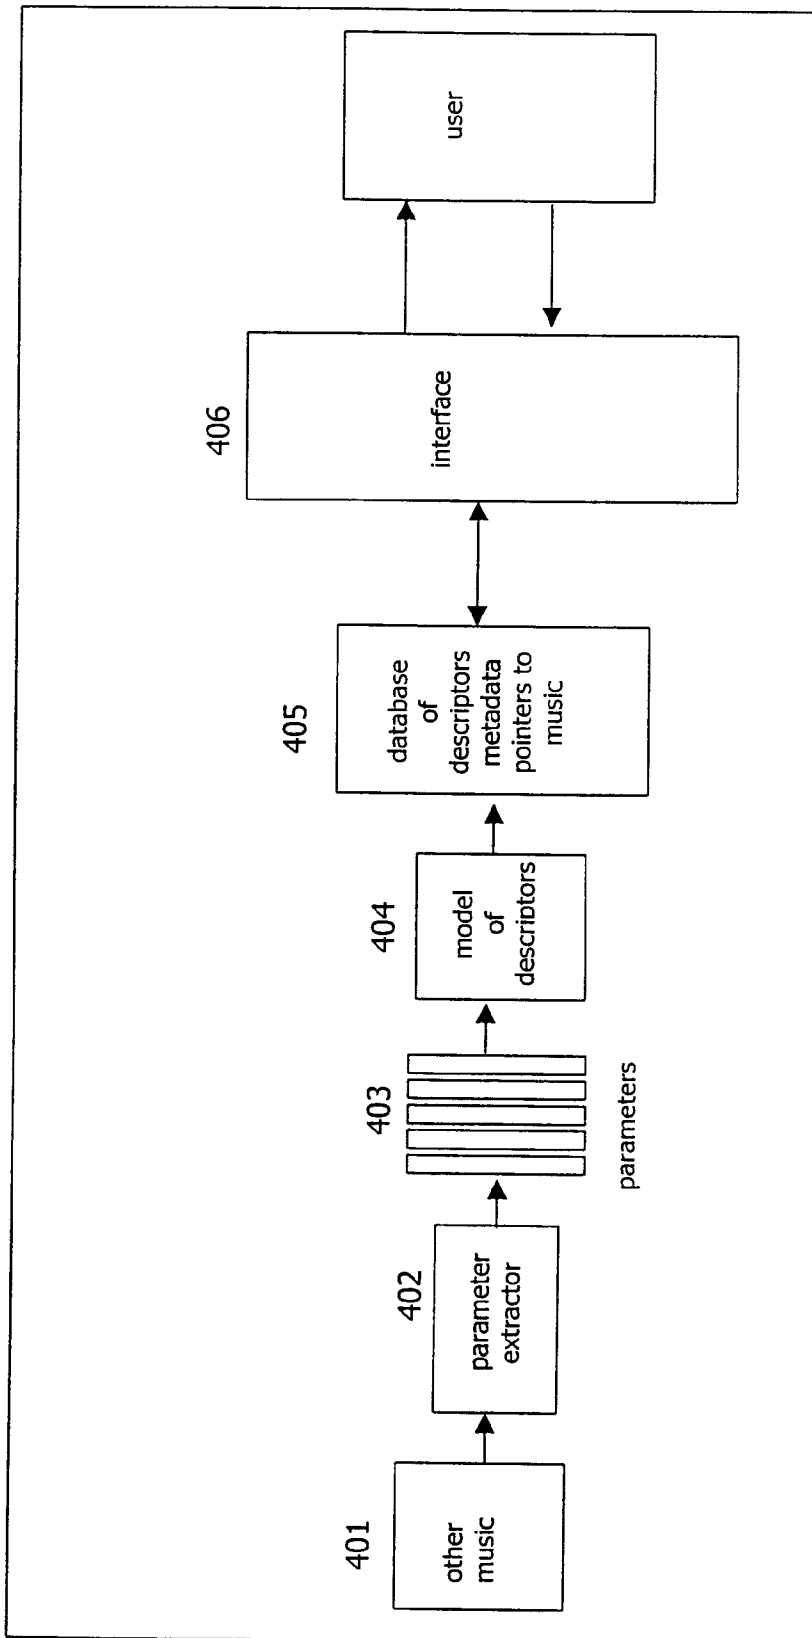 401
other
music
402
parameter
extractor
403
parameters
404
model
of
descriptors
405
database
of
descriptors
metadata
pointers to
music
406
interface
user